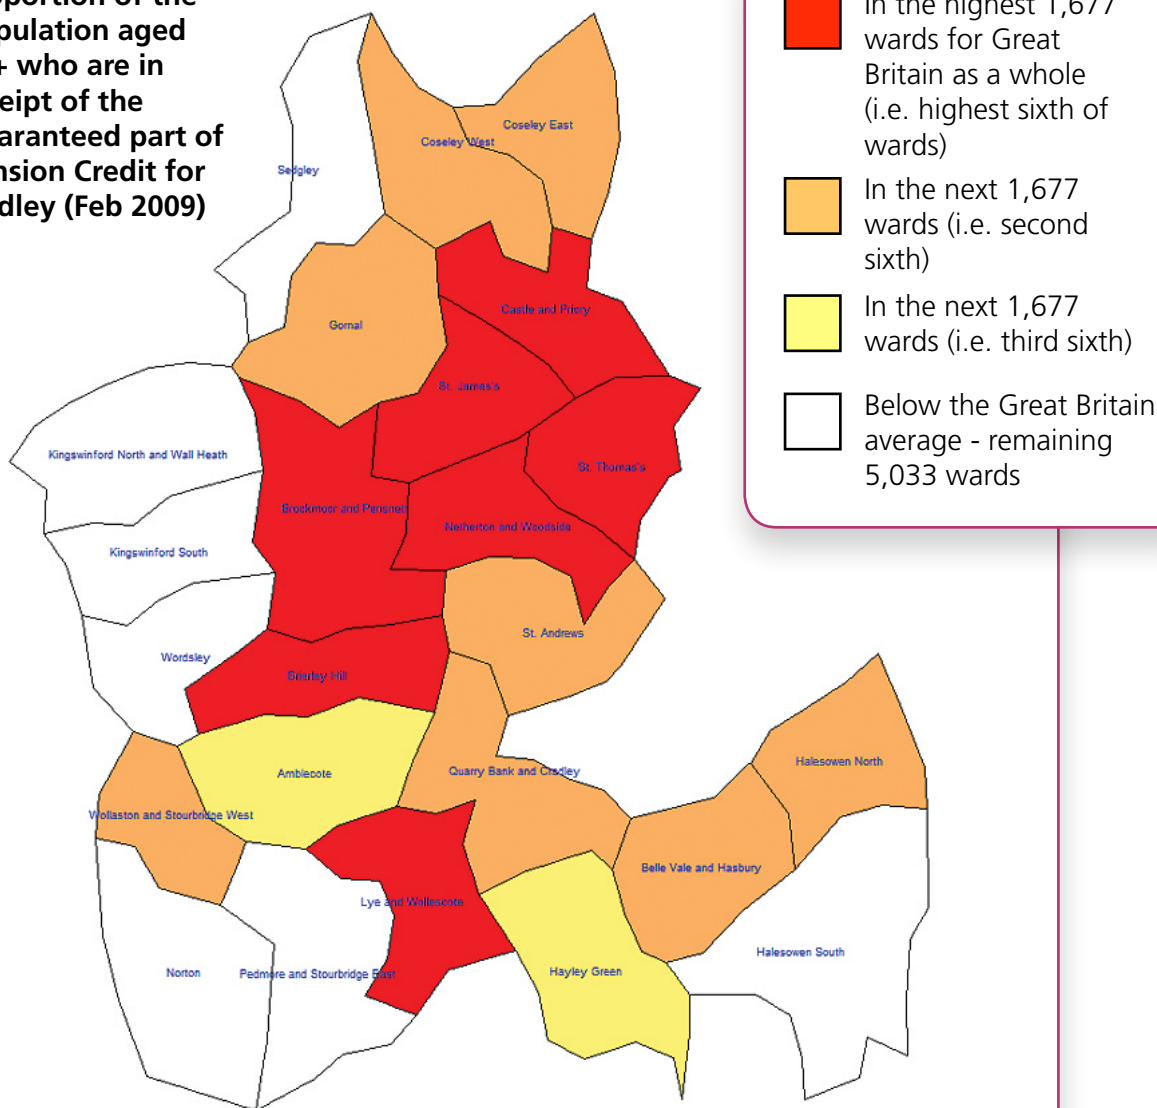 oportion of the
pulation aged
+ who are in
eipt of the
aranteed part of
nsion Credit for
dley (Feb 2009)
In the highest 1,677
wards for Great
Britain as a whole
(i.e. highest sixth of
wards)
In the next 1,677
wards (i.e. second
sixth)
In the next 1,677
wards (i.e. third sixth)
Below the Great Britain
average - remaining
5,033 wards
Coseley East
Coseley West
Sedgley
Castle and Priory
Gornal
St. James's
Kingswinford North and Wall Heath
St. Thomas's
Brockmoor and Pensnett
Netherton and Woodside
Kingswinford South
St. Andrews
Wordsley
Brierley Hill
Halesowen North
Quarry Bank and Cradley
Amblecote
Wollaston and Stourbridge West
Belle Vale and Hasbury
Lye and Wollescote
Halesowen South
Hayley Green
Norton
Pedmore and Stourbridge East